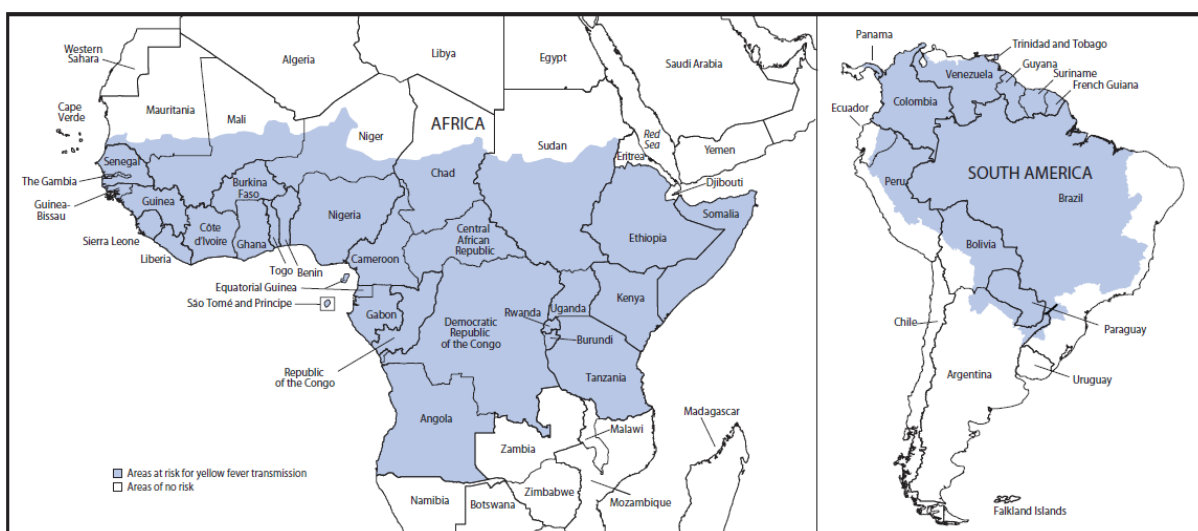 Western
Sahara
Algeria
Libya
Egypt
Saudi Arabia
Mauritania
Mali
Niger
AFRICA
Sudan
Red
Sea
Yemen
Eritrea
Cape
Verde
Senegal
The Gambia
Guinea-
Bissau
Guinea
Burkina
Faso
Chad
Djibouti
Somalia
Nigeria
Côte
d'Ivoire
Ghana
Sierra Leone
Liberia
Togo
Benin
Central
African
Republic
Cameroon
Ethiopia
Equatorial Guinea
São Tomé and Príncipe
Gabon
Uganda
Kenya
Rwanda
Democratic
Republic
of the Congo
Burundi
Republic
of the Congo
Tanzania
Angola
Zambia
Malawi
Madagascar
Namibia
Botswana
Zimbabwe
Mozambique
Areas at risk for yellow fever transmission
Areas of no risk
Panama
Trinidad and Tobago
Guyana
Suriname
French Guiana
Venezuela
Colombia
Ecuador
SOUTH AMERICA
Peru
Brazil
Bolivia
Chile
Paraguay
Argentina
Uruguay
Falkland Islands